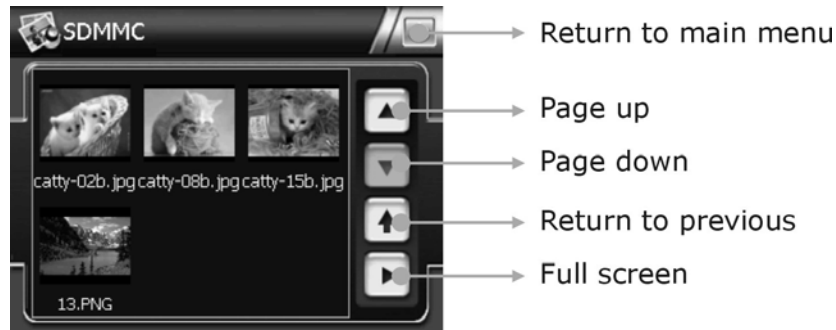 SDMMC
Return to main menu
Page up
Page down
catty-02b.jpg catty-08b.jpg catty-15b.jpg
Return to previous
Full screen
13.PNG